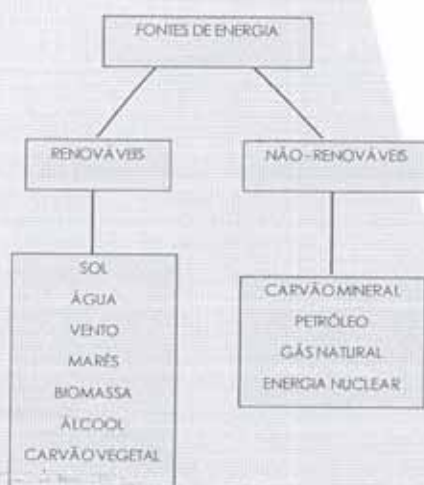 FONTES DE ENERGIA
RENOVÁVEIS
NÃO-RENOVÁVEIS
SOL
ÁGUA
VENTO
MARÉS
BIOMASSA
ÁLCOOL
CARVÃO VEGETAL
CARVÃO MINERAL
PETRÓLEO
GÁS NATURAL
ENERGIA NUCLEAR